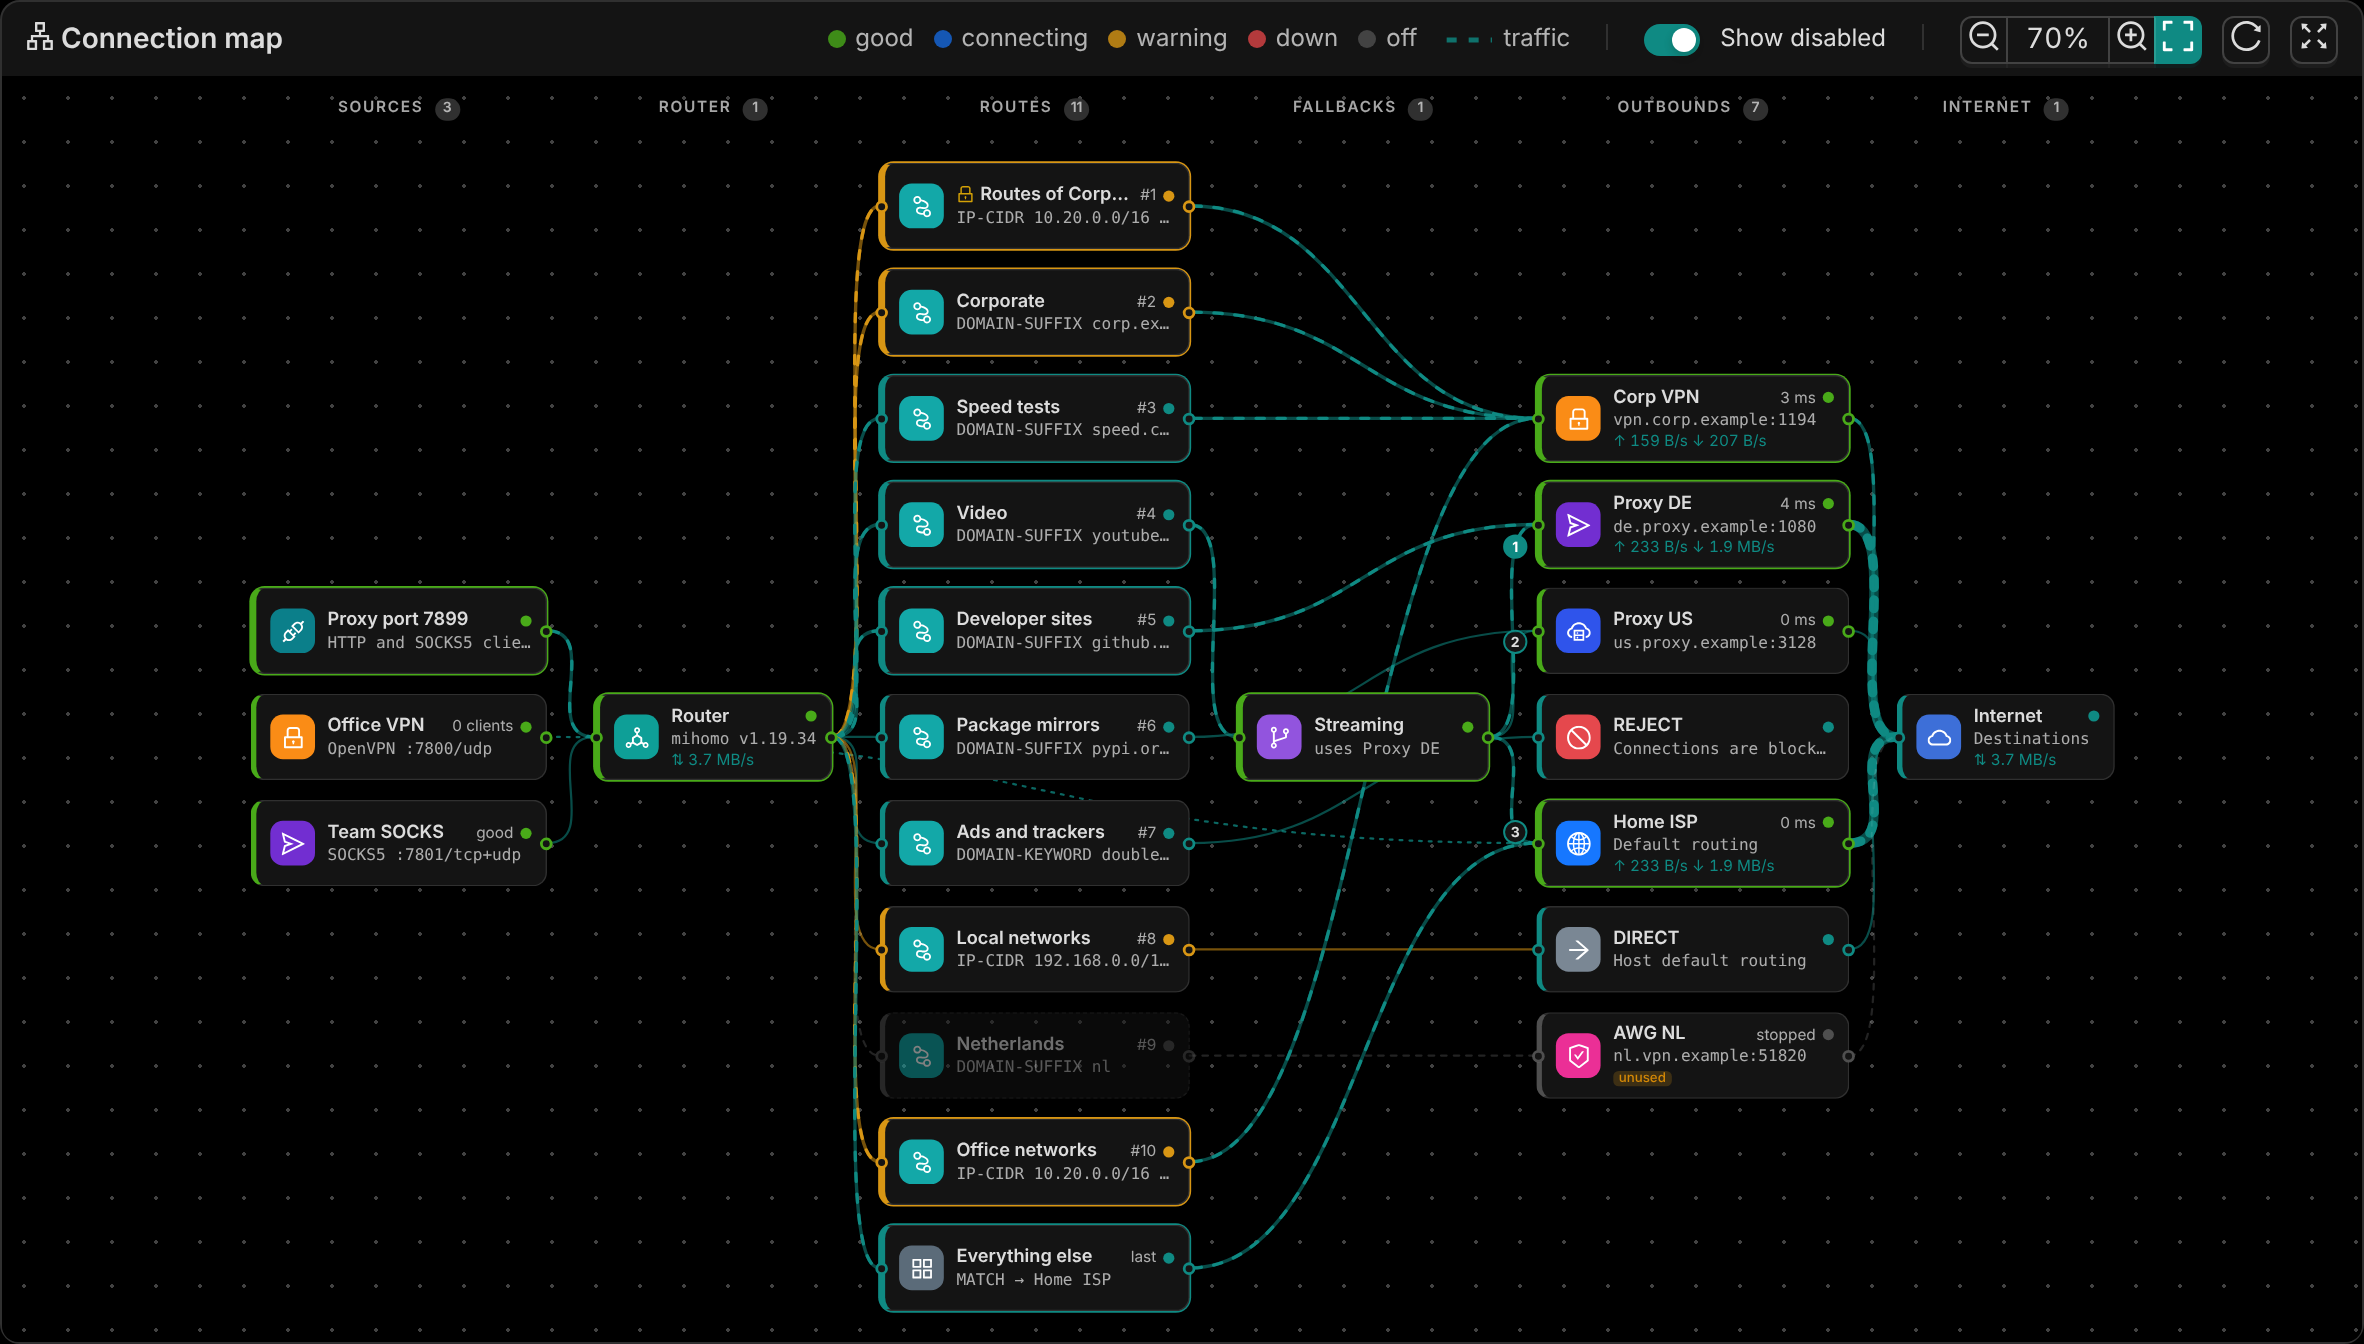 Connection map
good connecting warning down off traffic Show disabled 70%
SOURCES 3
ROUTER 1
ROUTES 11
FALLBACKS 1
OUTBOUNDS 7
INTERNET 1
Proxy port 7899
HTTP and SOCKS5 clie…
Office VPN 0 clients
OpenVPN :7800/udp
Team SOCKS good
SOCKS5 :7801/tcp+udp
Router
mihomo v1.19.34
⇅ 3.7 MB/s
Routes of Corp… #1
IP-CIDR 10.20.0.0/16 …
Corporate #2
DOMAIN-SUFFIX corp.ex…
Speed tests #3
DOMAIN-SUFFIX speed.c…
Video #4
DOMAIN-SUFFIX youtube…
Developer sites #5
DOMAIN-SUFFIX github.…
Package mirrors #6
DOMAIN-SUFFIX pypi.or…
Ads and trackers #7
DOMAIN-KEYWORD double…
Local networks #8
IP-CIDR 192.168.0.0/1…
Netherlands #9
DOMAIN-SUFFIX nl
Office networks #10
IP-CIDR 10.20.0.0/16 …
Everything else last
MATCH → Home ISP
Streaming
uses Proxy DE
1
2
3
Corp VPN 3 ms
vpn.corp.example:1194
↑ 159 B/s ↓ 207 B/s
Proxy DE 4 ms
de.proxy.example:1080
↑ 233 B/s ↓ 1.9 MB/s
Proxy US 0 ms
us.proxy.example:3128
REJECT
Connections are block…
Home ISP 0 ms
Default routing
↑ 233 B/s ↓ 1.9 MB/s
DIRECT
Host default routing
AWG NL stopped
nl.vpn.example:51820
unused
Internet
Destinations
⇅ 3.7 MB/s